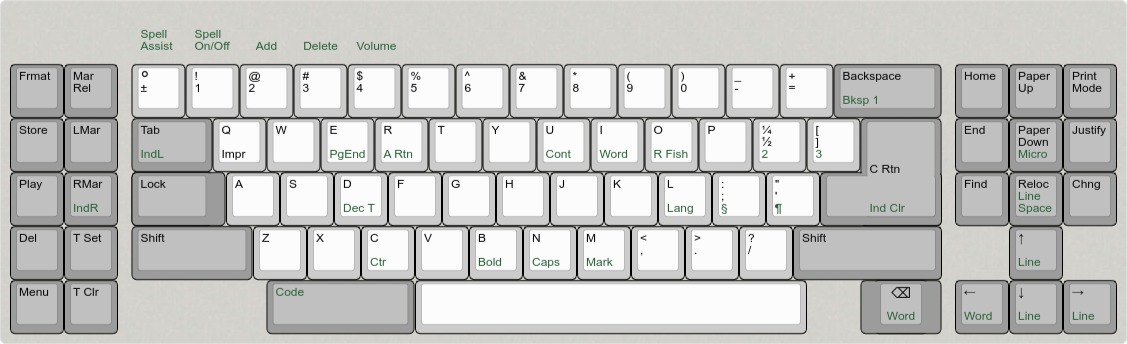 Spell Assist
Spell On/Off
Add
Delete
Volume
Frmat
Mar Rel
° ±
! 1
@ 2
# 3
$ 4
% 5
^ 6
& 7
* 8
( 9
) 0
_ -
+ =
Backspace Bksp 1
Home
Paper Up
Print Mode
Store
LMar
Tab IndL
Q Impr
W
E PgEnd
R A Rtn
T
Y
U Cont
I Word
O R Fish
P
¼ ½ 2
[ ] 3
C Rtn Ind Clr
End
Paper Down Micro
Justify
Play
RMar IndR
Lock
A
S
D Dec T
F
G
H
J
K
L Lang
: ; §
" ' ¶
Find
Reloc Line Space
Chng
Del
T Set
Shift
Z
X
C Ctr
V
B Bold
N Caps
M Mark
< ,
> .
? /
Shift
↑ Line
Menu
T Clr
Code
⌫ Word
← Word
↓ Line
→ Line